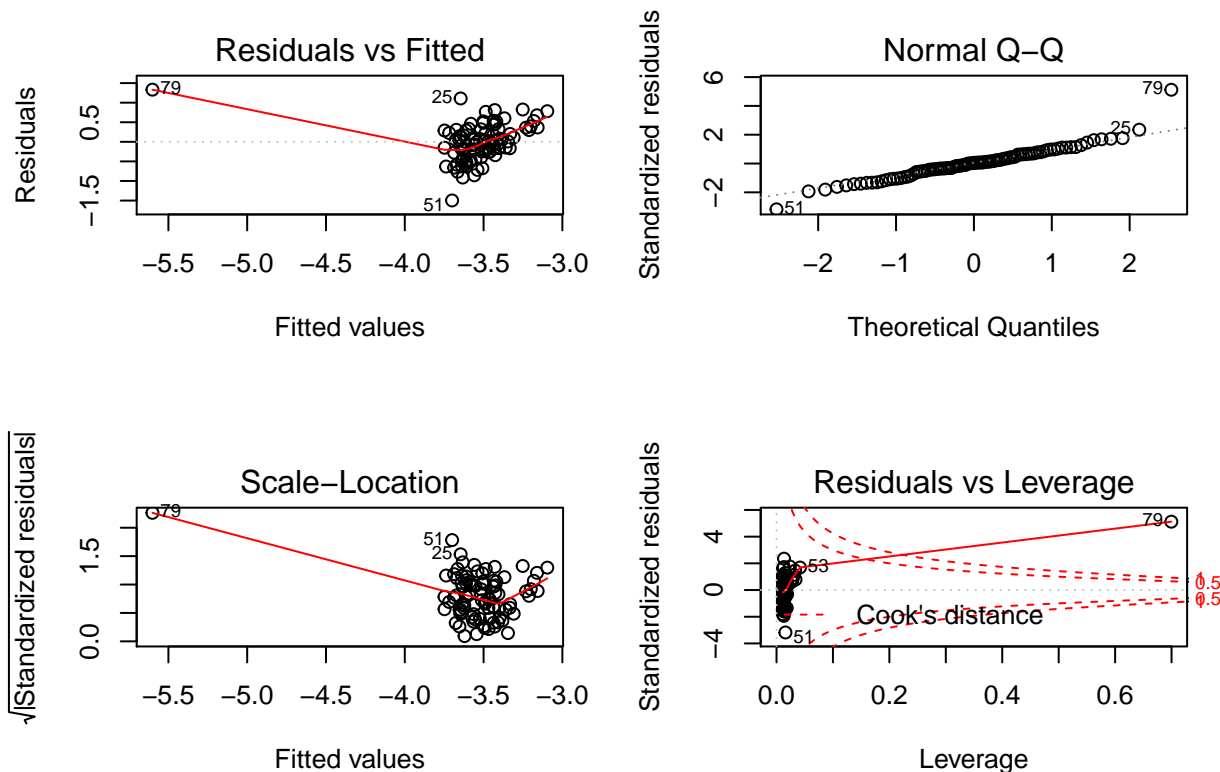 Residuals vs Fitted
Residuals
0.5
−1.5
79
25
51
−5.5 −5.0 −4.5 −4.0 −3.5 −3.0
Fitted values
Normal Q−Q
Standardized residuals
6
2
−2
79
25
51
−2 −1 0 1 2
Theoretical Quantiles
Scale−Location
√|Standardized residuals|
1.5
0.0
79
51
25
−5.5 −5.0 −4.5 −4.0 −3.5 −3.0
Fitted values
Residuals vs Leverage
Standardized residuals
4
0
−4
79
53
51
Cook's distance
1
0.5
0.5
1
0.0 0.2 0.4 0.6
Leverage